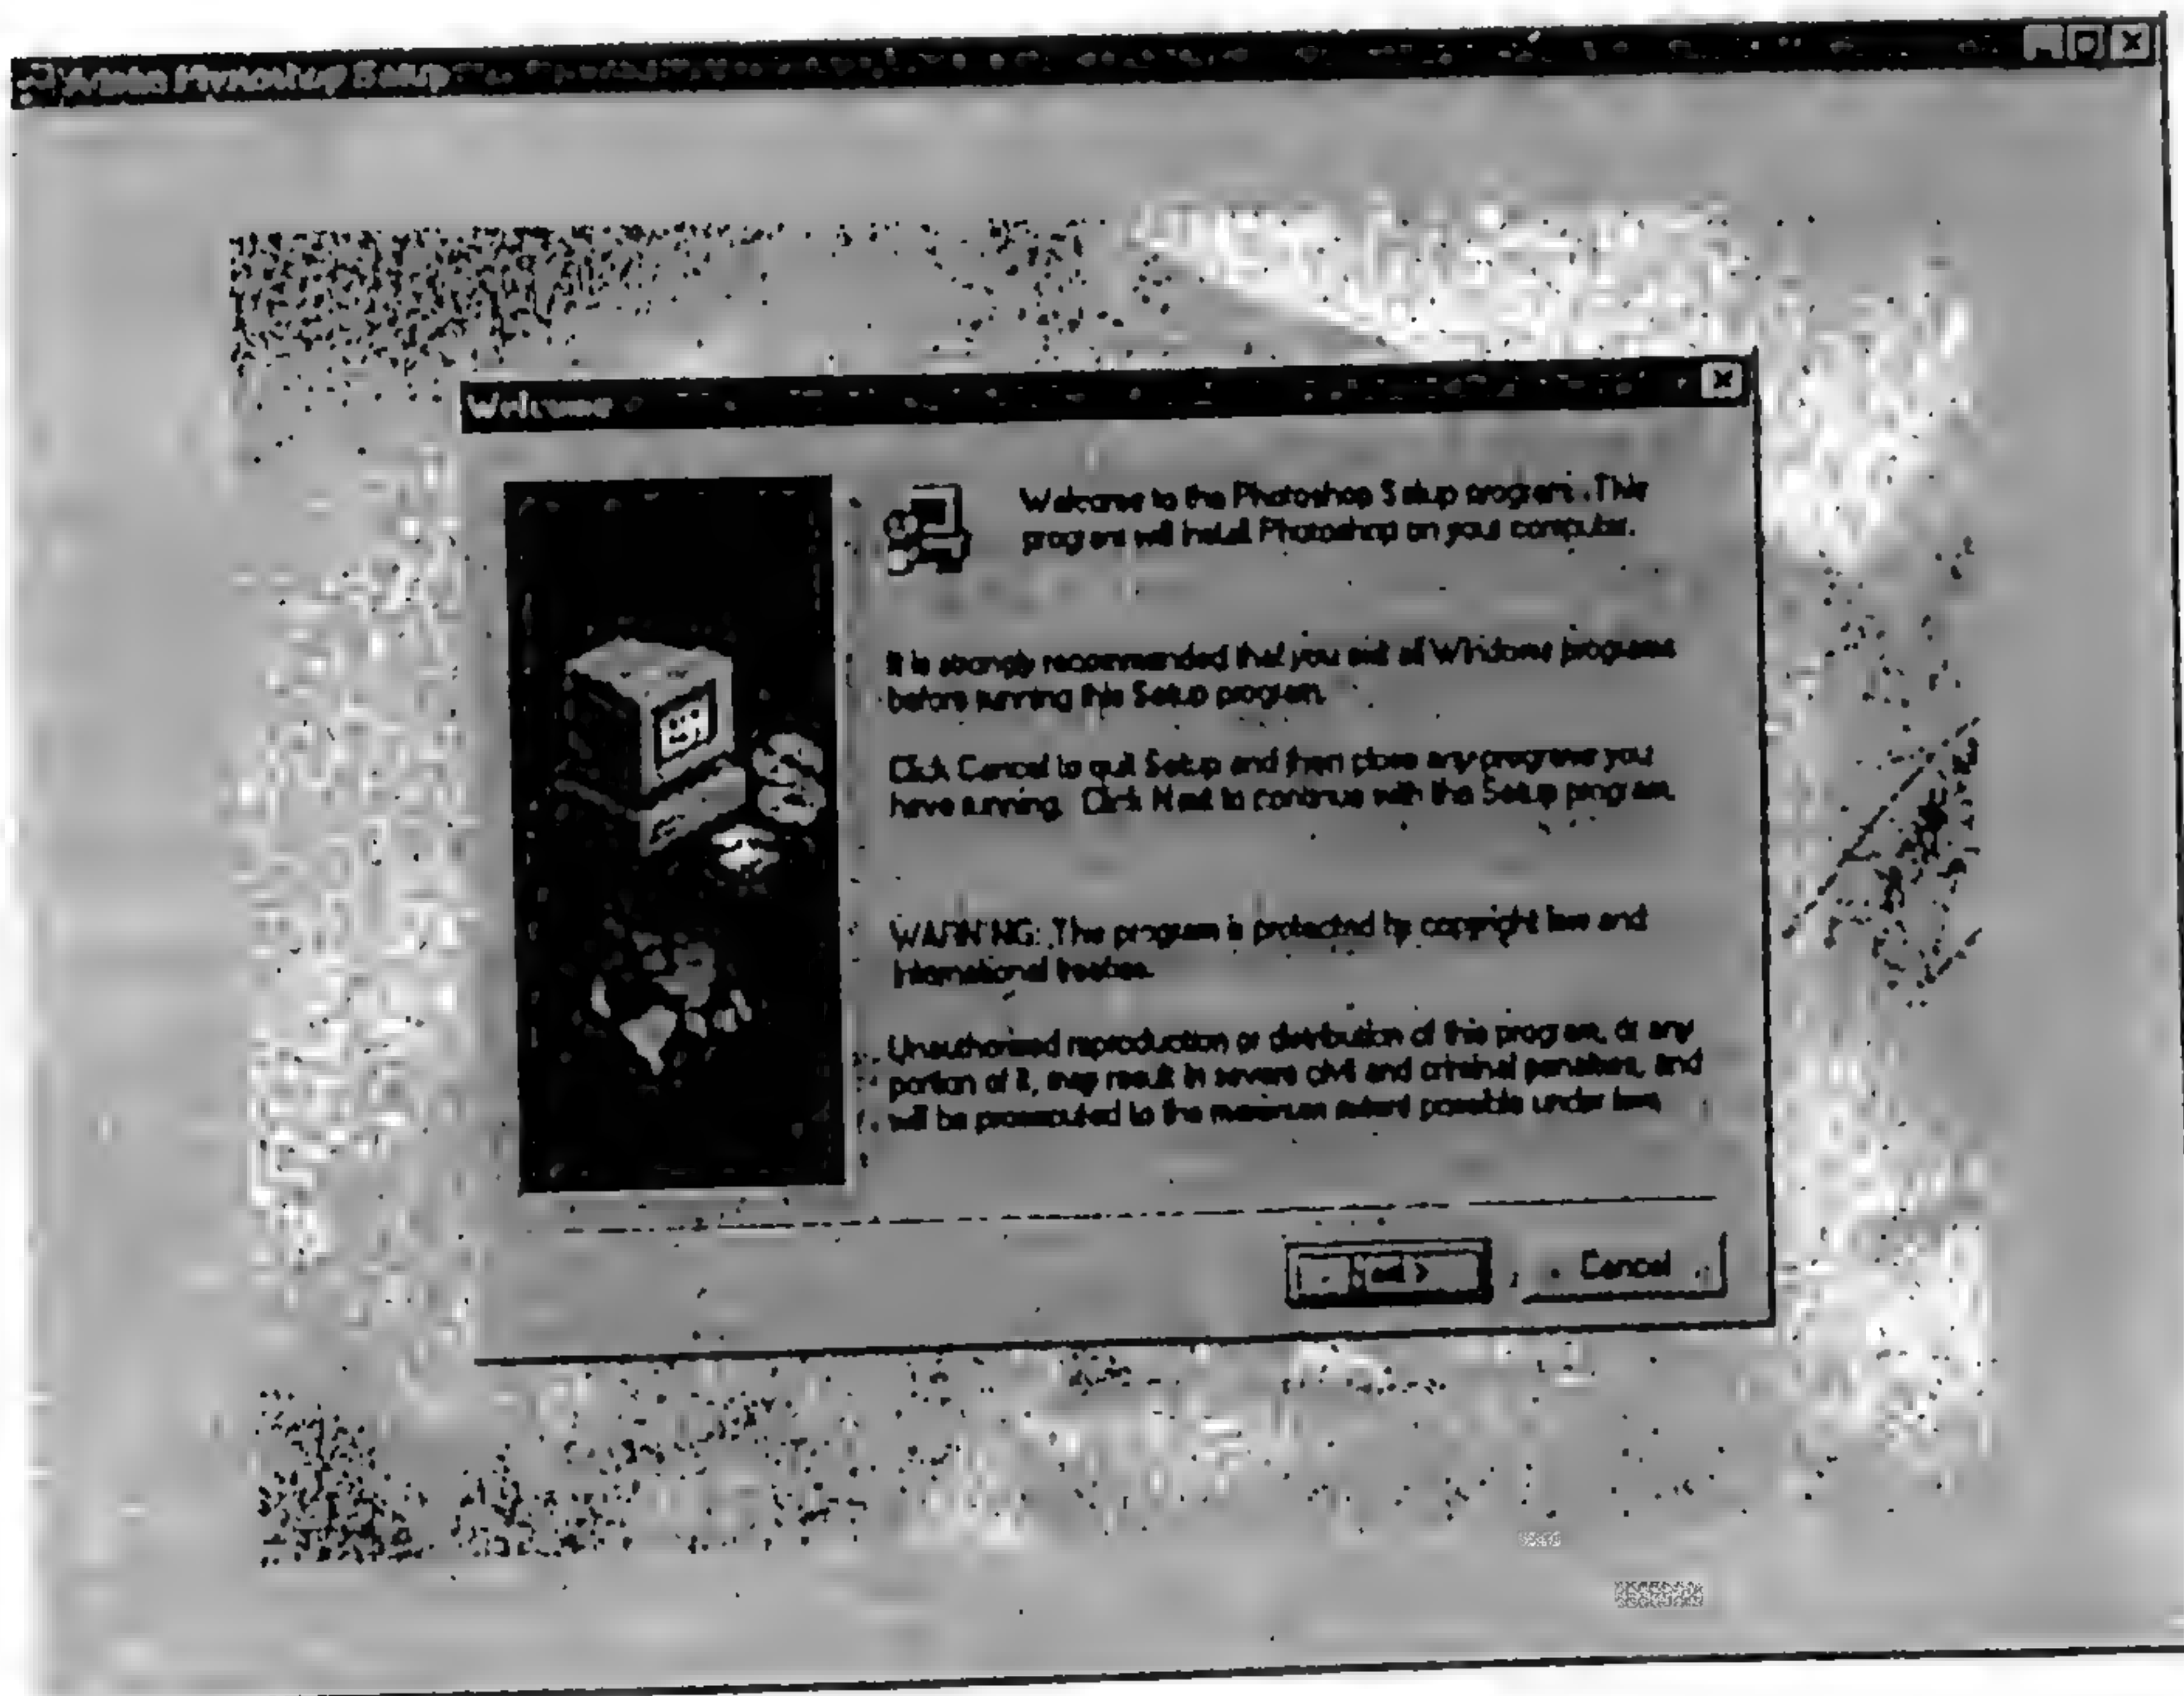 Adobe Photoshop Setup
Welcome
Welcome to the Photoshop Setup program. This
program will install Photoshop on your computer.
It is strongly recommended that you exit all Windows programs
before running this Setup program.
Click Cancel to quit Setup and then close any programs you
have running. Click Next to continue with the Setup program.
WARNING: This program is protected by copyright law and
international treaties.
Unauthorized reproduction or distribution of this program, or any
portion of it, may result in severe civil and criminal penalties, and
will be prosecuted to the maximum extent possible under law.
Next >
Cancel